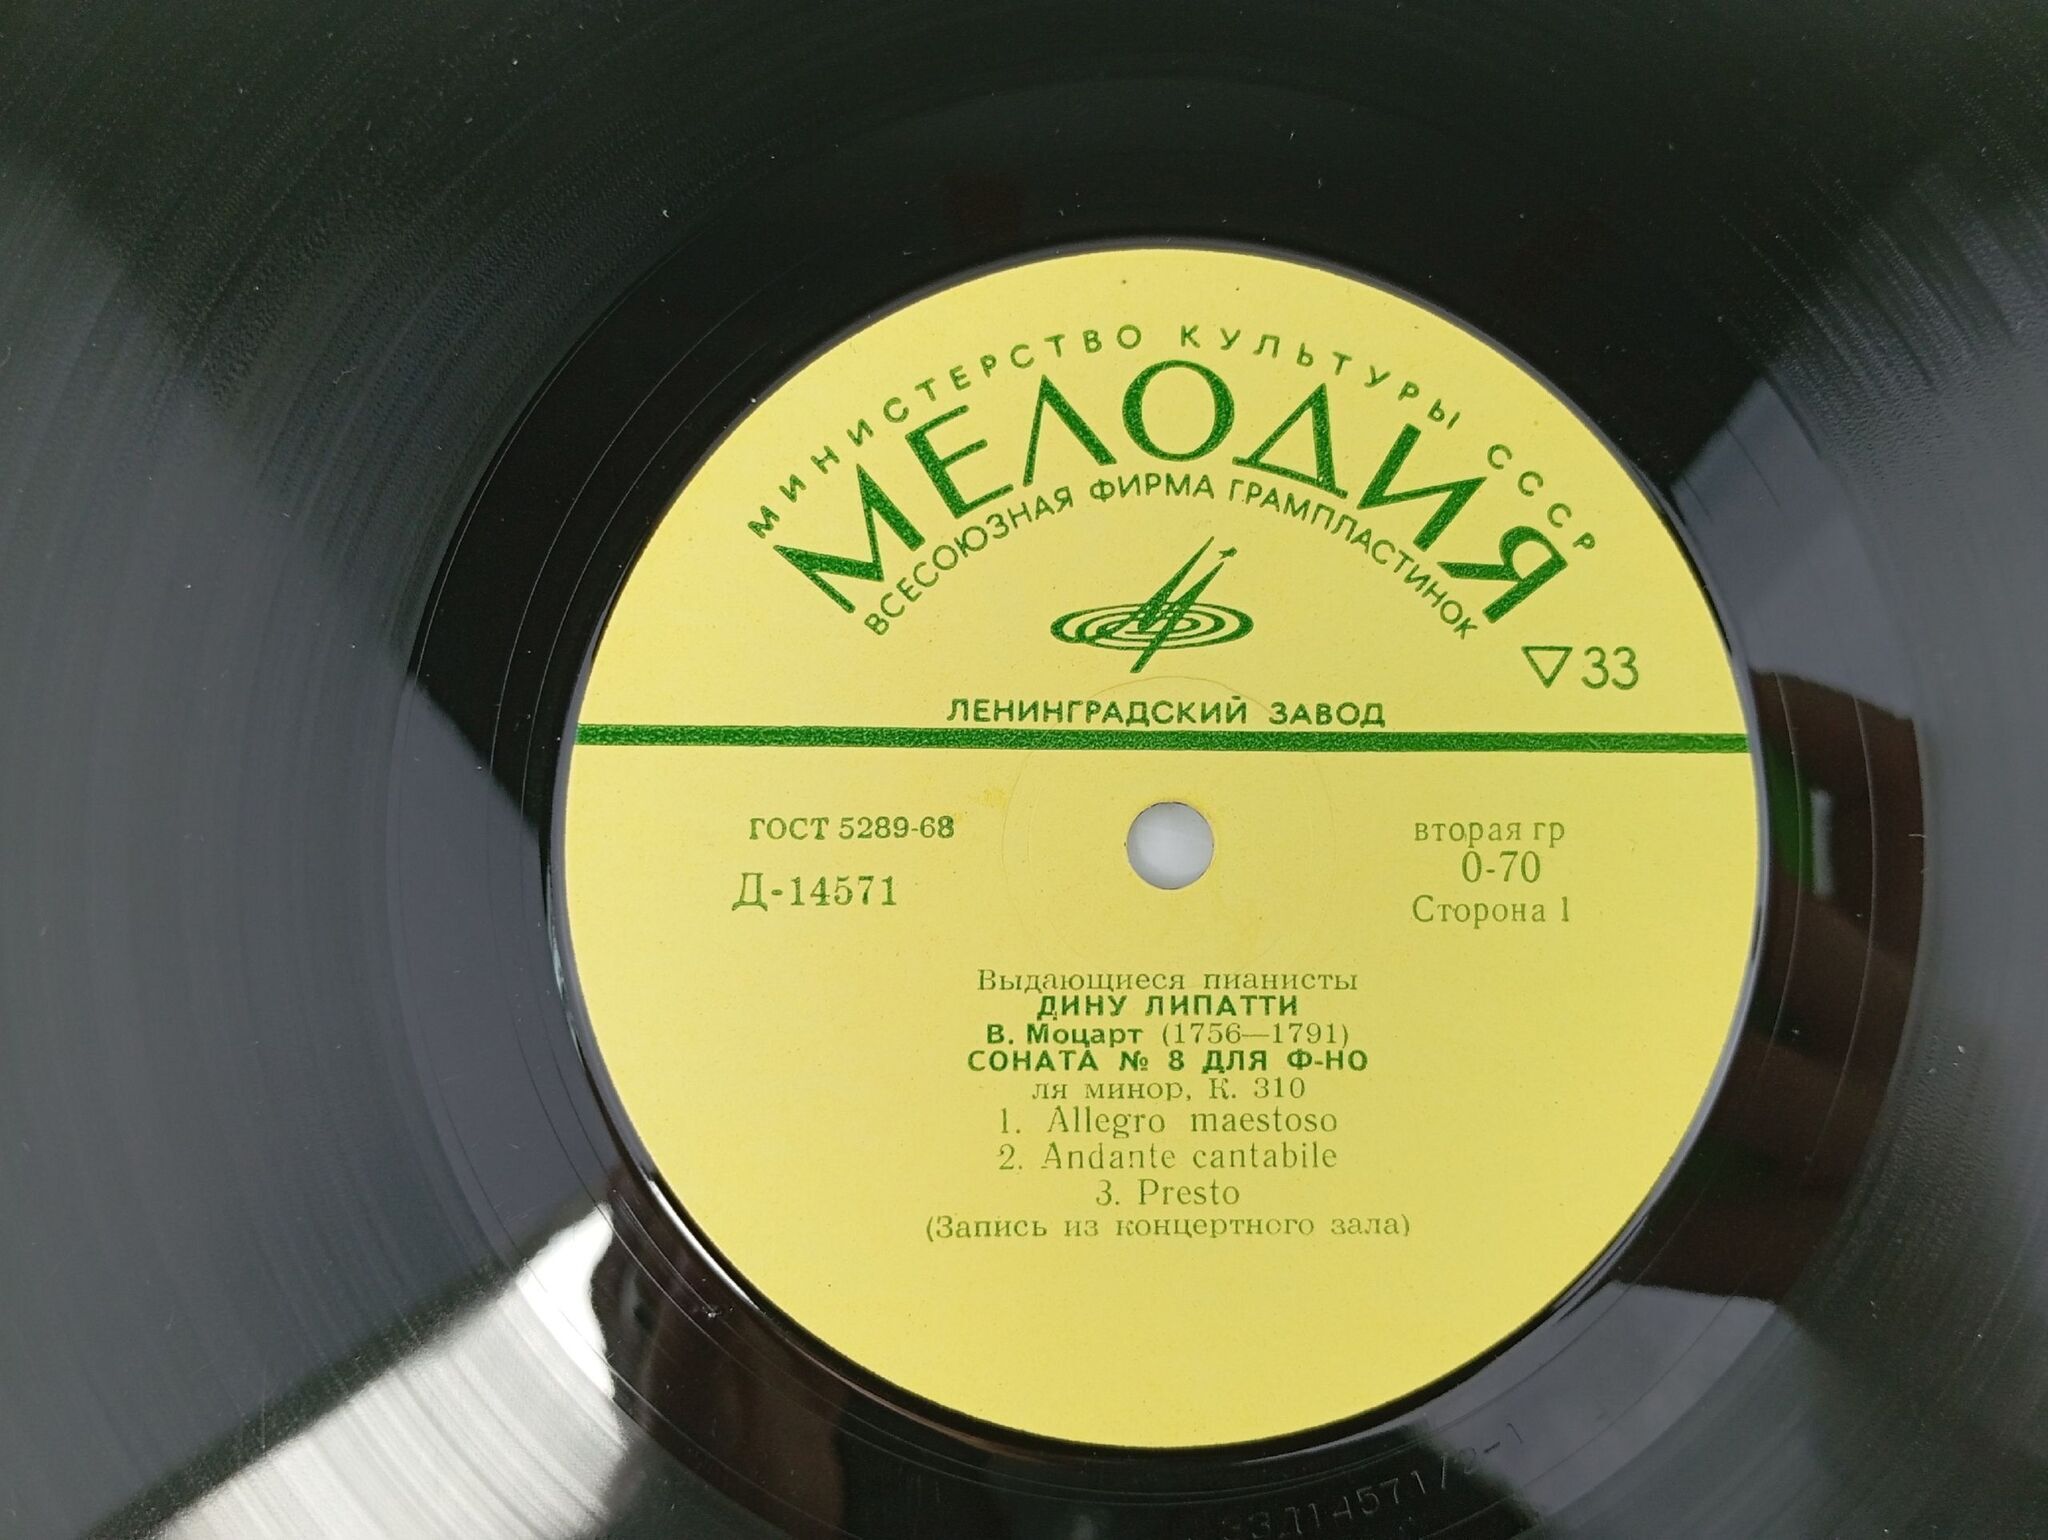 МИНИСТЕРСТВО КУЛЬТУРЫ СССР
МЕЛОДИЯ
ВСЕСОЮЗНАЯ ФИРМА ГРАМПЛАСТИНОК
▽33
ЛЕНИНГРАДСКИЙ ЗАВОД
ГОСТ 5289-68
вторая гр
Д-14571
0-70
Сторона 1
Выдающиеся пианисты
ДИНУ ЛИПАТТИ
В. Моцарт (1756—1791)
СОНАТА № 8 ДЛЯ Ф-НО
ля минор, К. 310
1. Allegro maestoso
2. Andante cantabile
3. Presto
(Запись из концертного зала)